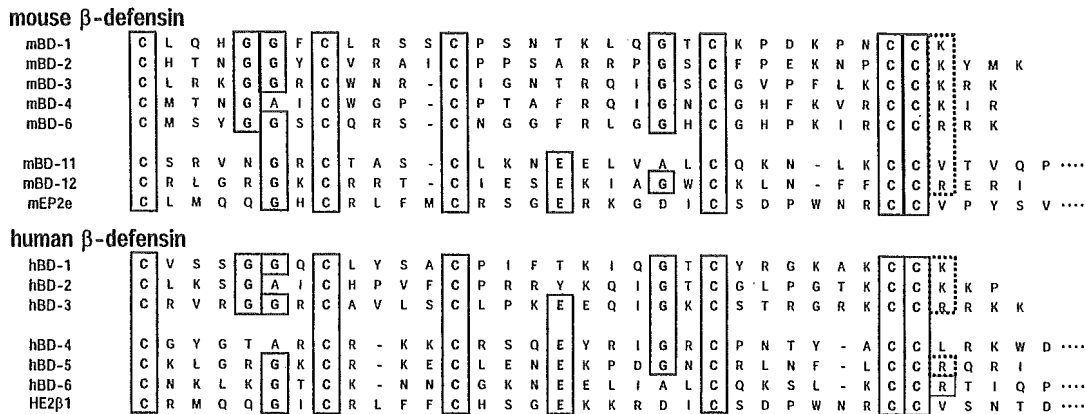 mouse β-defensin
mBD-1 C L Q H G G F C L R S S C P S N T K L Q G T C K P D K P N C C K
mBD-2 C H T N G G Y C V R A I C P P S A R R P G S C F P E K N P C C K Y M K
mBD-3 C L R K G G R C W N R - C I G N T R Q I G S C G V P F L K C C K R K
mBD-4 C M T N G A I C W G P - C P T A F R Q I G N C G H F K V R C C K I R
mBD-6 C M S Y G G S C Q R S - C N G G F R L G G H C G H P K I R C C R R K
mBD-11 C S R V N G R C T A S - C L K N E E L V A L C Q K N - L K C C V T V Q P ····
mBD-12 C R L G R G K C R R T - C I E S E K I A G W C K L N - F F C C R E R I
mEP2e C L M Q Q G H C R L F M C R S G E R K G D I C S D P W N R C C V P Y S V ····
human β-defensin
hBD-1 C V S S G G Q C L Y S A C P I F T K I Q G T C Y R G K A K C C K
hBD-2 C L K S G A I C H P V F C P R R Y K Q I G T C G L P G T K C C K K P
hBD-3 C R V R G G R C A V L S C L P K E E Q I G K C S T R G R K C C R R K K
hBD-4 C G Y G T A R C R - K K C R S Q E Y R I G R C P N T Y - A C C L R K W D ····
hBD-5 C K L G R G K C R - K E C L E N E K P D G N C R L N F - L C C R Q R I
hBD-6 C N K L K G T C K - N N C G K N E E L I A L C Q K S L - K C C R T I Q P ····
HE2β1 C R M Q Q G I C R L F F C H S G E K K R D I C S D P W N R C C V S N T D ····